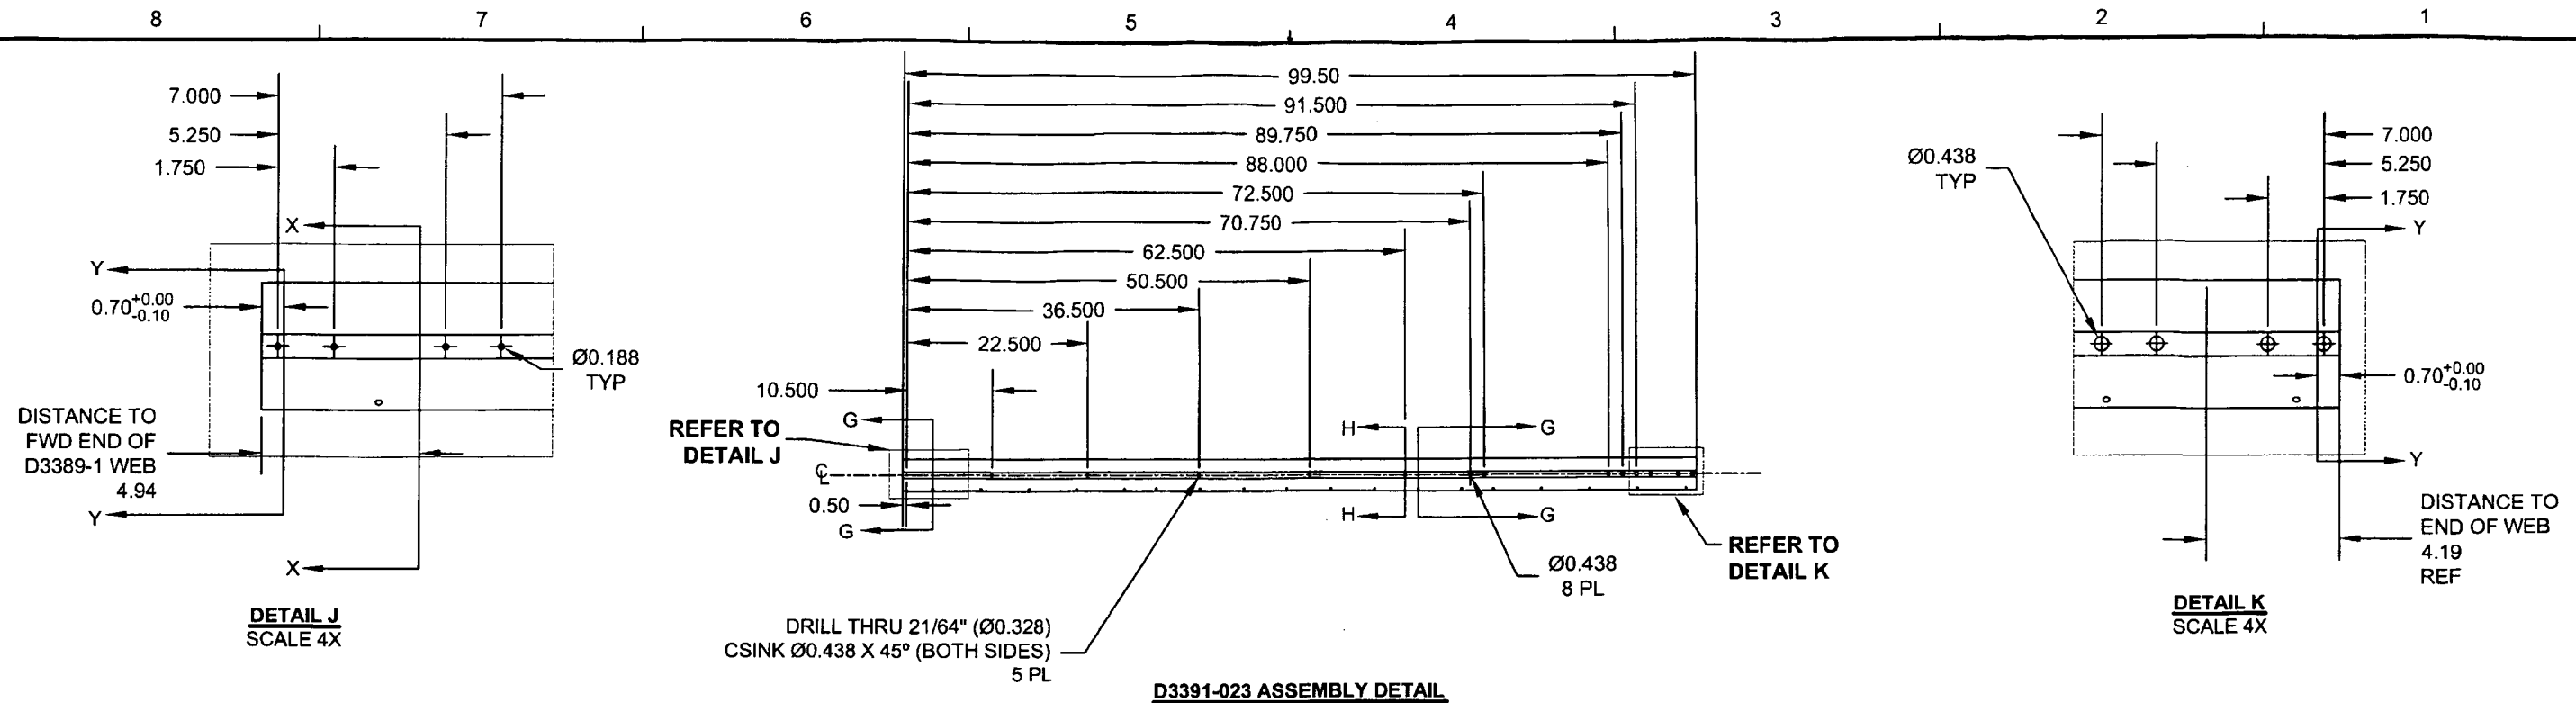 8 7 6 5 4 3 2 1
7.000
5.250
1.750
X
Y
0.70 +0.00 -0.10
Ø0.188
TYP
DISTANCE TO
FWD END OF
D3389-1 WEB
4.94
Y
X
DETAIL J
SCALE 4X
99.50
91.500
89.750
88.000
72.500
70.750
62.500
50.500
36.500
22.500
10.500
G
H
G
REFER TO
DETAIL J
℄
0.50
G
H
G
REFER TO
DETAIL K
Ø0.438
8 PL
DRILL THRU 21/64" (Ø0.328)
CSINK Ø0.438 X 45º (BOTH SIDES)
5 PL
D3391-023 ASSEMBLY DETAIL
Ø0.438
TYP
7.000
5.250
1.750
Y
0.70 +0.00 -0.10
Y
DISTANCE TO
END OF WEB
4.19
REF
DETAIL K
SCALE 4X